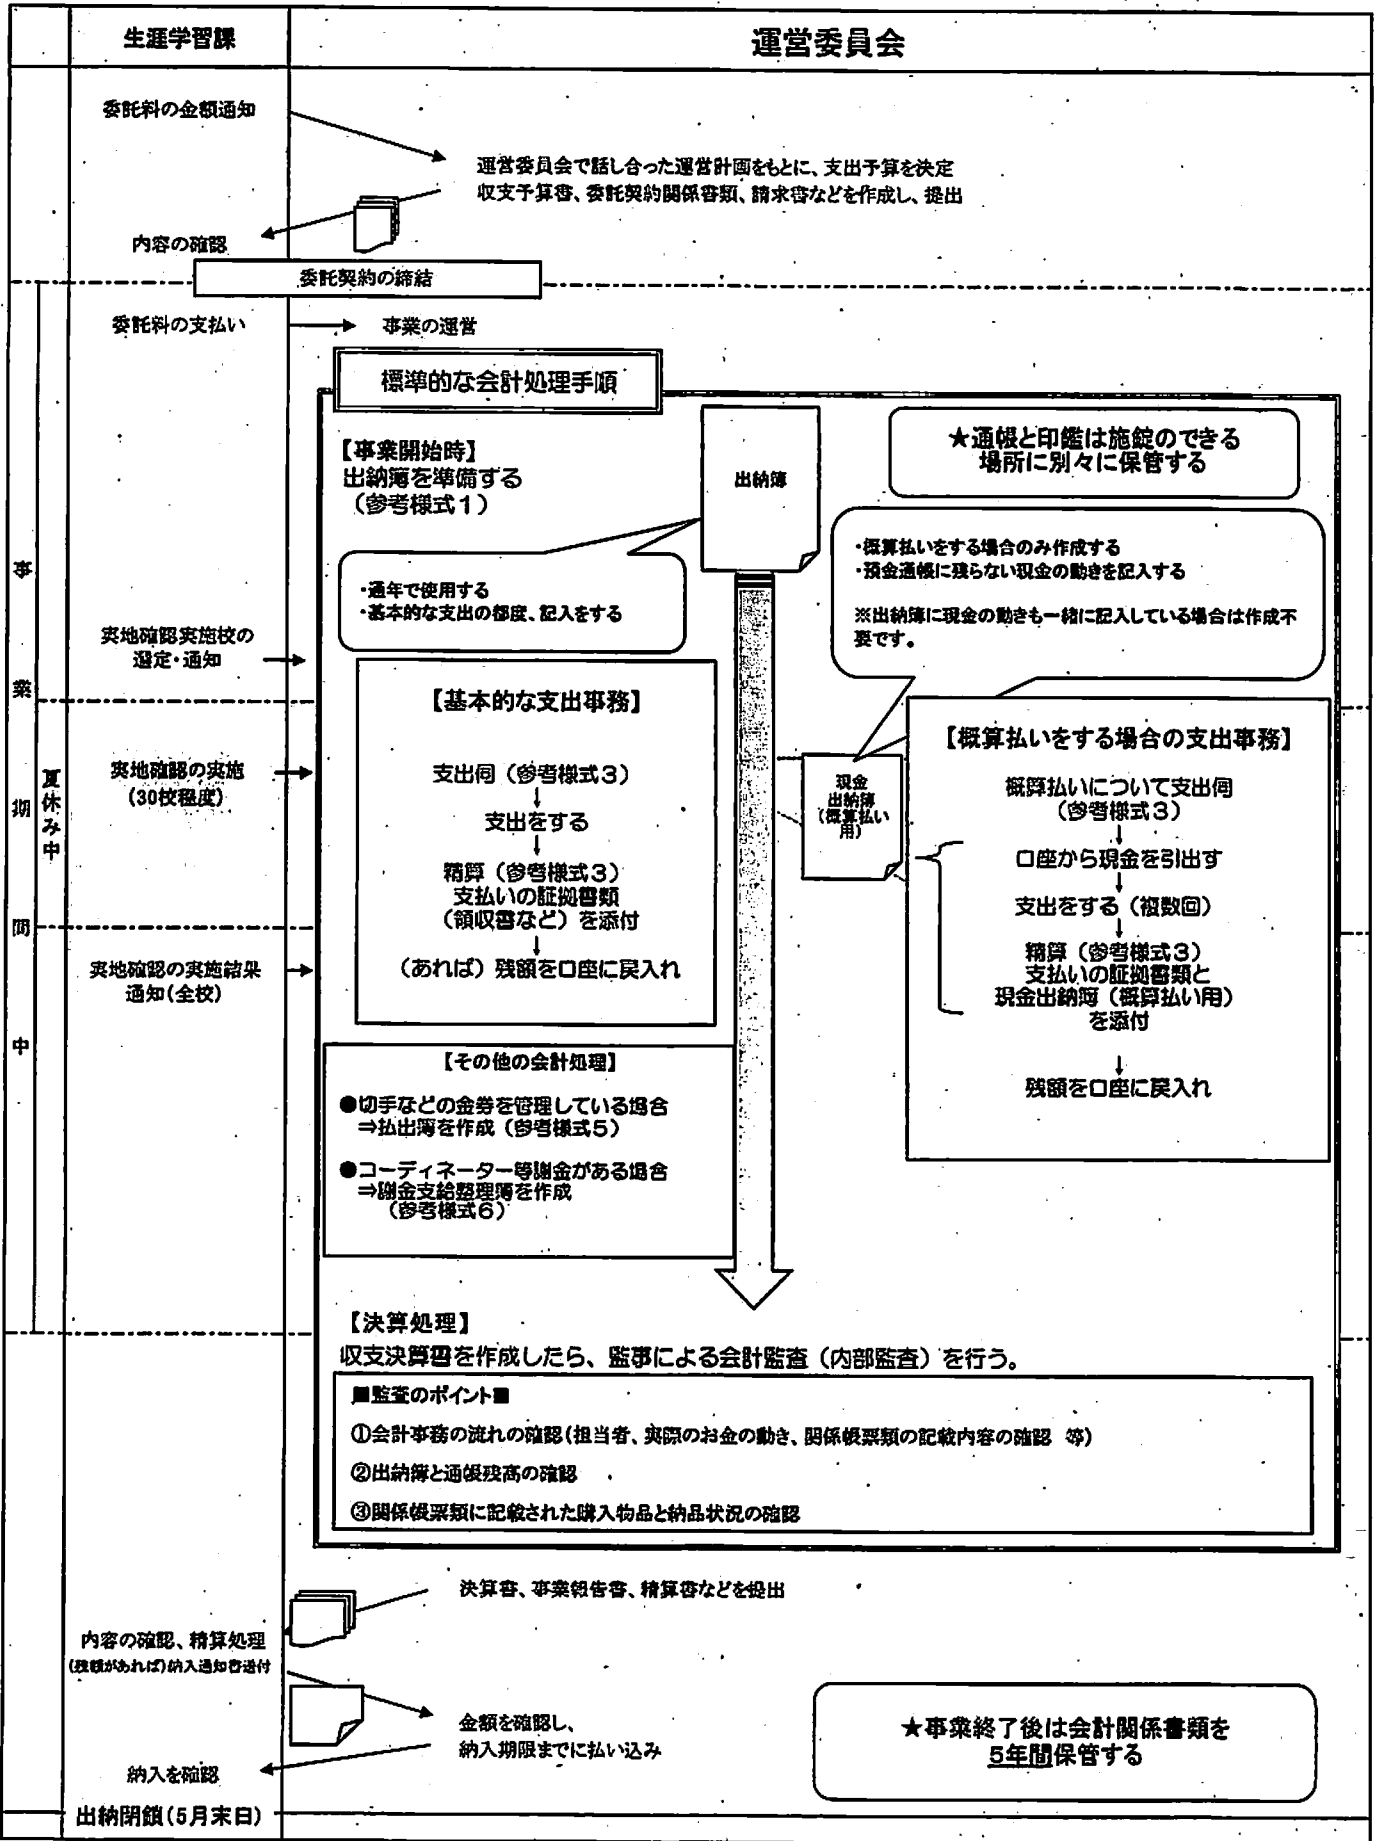 生涯学習課
運営委員会
委託料の金額通知
運営委員会で話し合った運営計画をもとに、支出予算を決定
収支予算書、委託契約関係書類、請求書などを作成し、提出
内容の確認
委託契約の締結
委託料の支払い
事業の運営
標準的な会計処理手順
【事業開始時】
出納簿を準備する
（参考様式１）
出納簿
★通帳と印鑑は施錠のできる
場所に別々に保管する
・通年で使用する
・基本的な支出の都度、記入をする
・概算払いをする場合のみ作成する
・預金通帳に残らない現金の動きを記入する
※出納簿に現金の動きも一緒に記入している場合は作成不
要です。
事業期間中
夏休み中
実地確認実施校の
選定・通知
実地確認の実施
(30校程度)
実地確認の実施結果
通知(全校)
【基本的な支出事務】
支出伺（参考様式３）
↓
支出をする
↓
精算（参考様式３）
支払いの証拠書類
（領収書など）を添付
↓
（あれば）残額を口座に戻入れ
現金
出納簿
（概算払い
用）
【概算払いをする場合の支出事務】
概算払いについて支出伺
（参考様式３）
↓
口座から現金を引出す
↓
支出をする（複数回）
↓
精算（参考様式３）
支払いの証拠書類と
現金出納簿（概算払い用）
を添付
↓
残額を口座に戻入れ
【その他の会計処理】
●切手などの金券を管理している場合
⇒払出簿を作成（参考様式５）
●コーディネーター等謝金がある場合
⇒謝金支給整理簿を作成
（参考様式６）
【決算処理】
収支決算書を作成したら、監事による会計監査（内部監査）を行う。
■監査のポイント■
①会計事務の流れの確認(担当者、実際のお金の動き、関係帳票類の記載内容の確認 等)
②出納簿と通帳残高の確認
③関係帳票類に記載された購入物品と納品状況の確認
決算書、事業報告書、精算書などを提出
内容の確認、精算処理
(残額があれば)納入通知書送付
金額を確認し、
納入期限までに払い込み
納入を確認
★事業終了後は会計関係書類を
5年間保管する
出納閉鎖(5月末日)